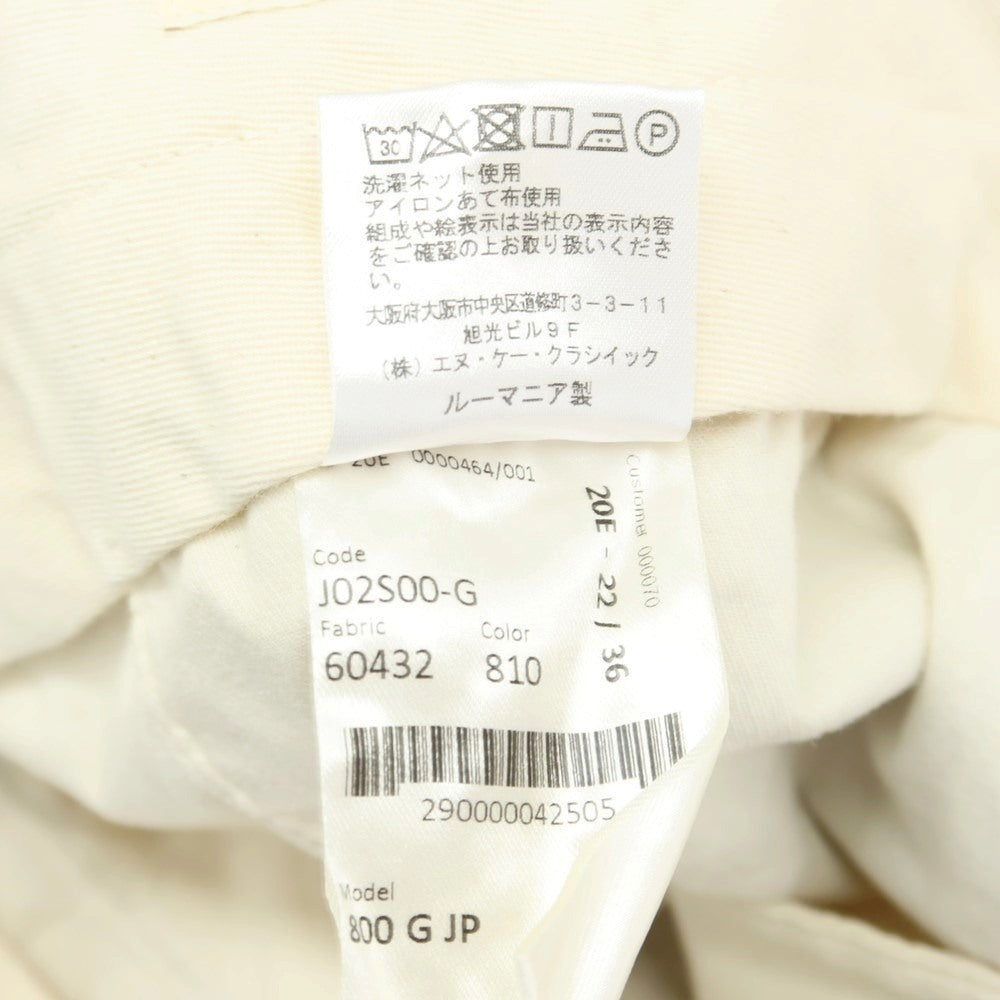 30
P
洗濯ネット使用
アイロンあて布使用
組成や絵表示は当社の表示内容
をご確認の上お取り扱いくださ
い。
大阪府大阪市中央区道修町3-3-11
旭光ビル9F
(株)エヌ・ケー・クラシイック
ルーマニア製
20E 0000464/001
Customer 000070
20E - 22 / 36
Code
J02S00-G
Fabric Color
60432 810
290000042505
Model
800 G JP